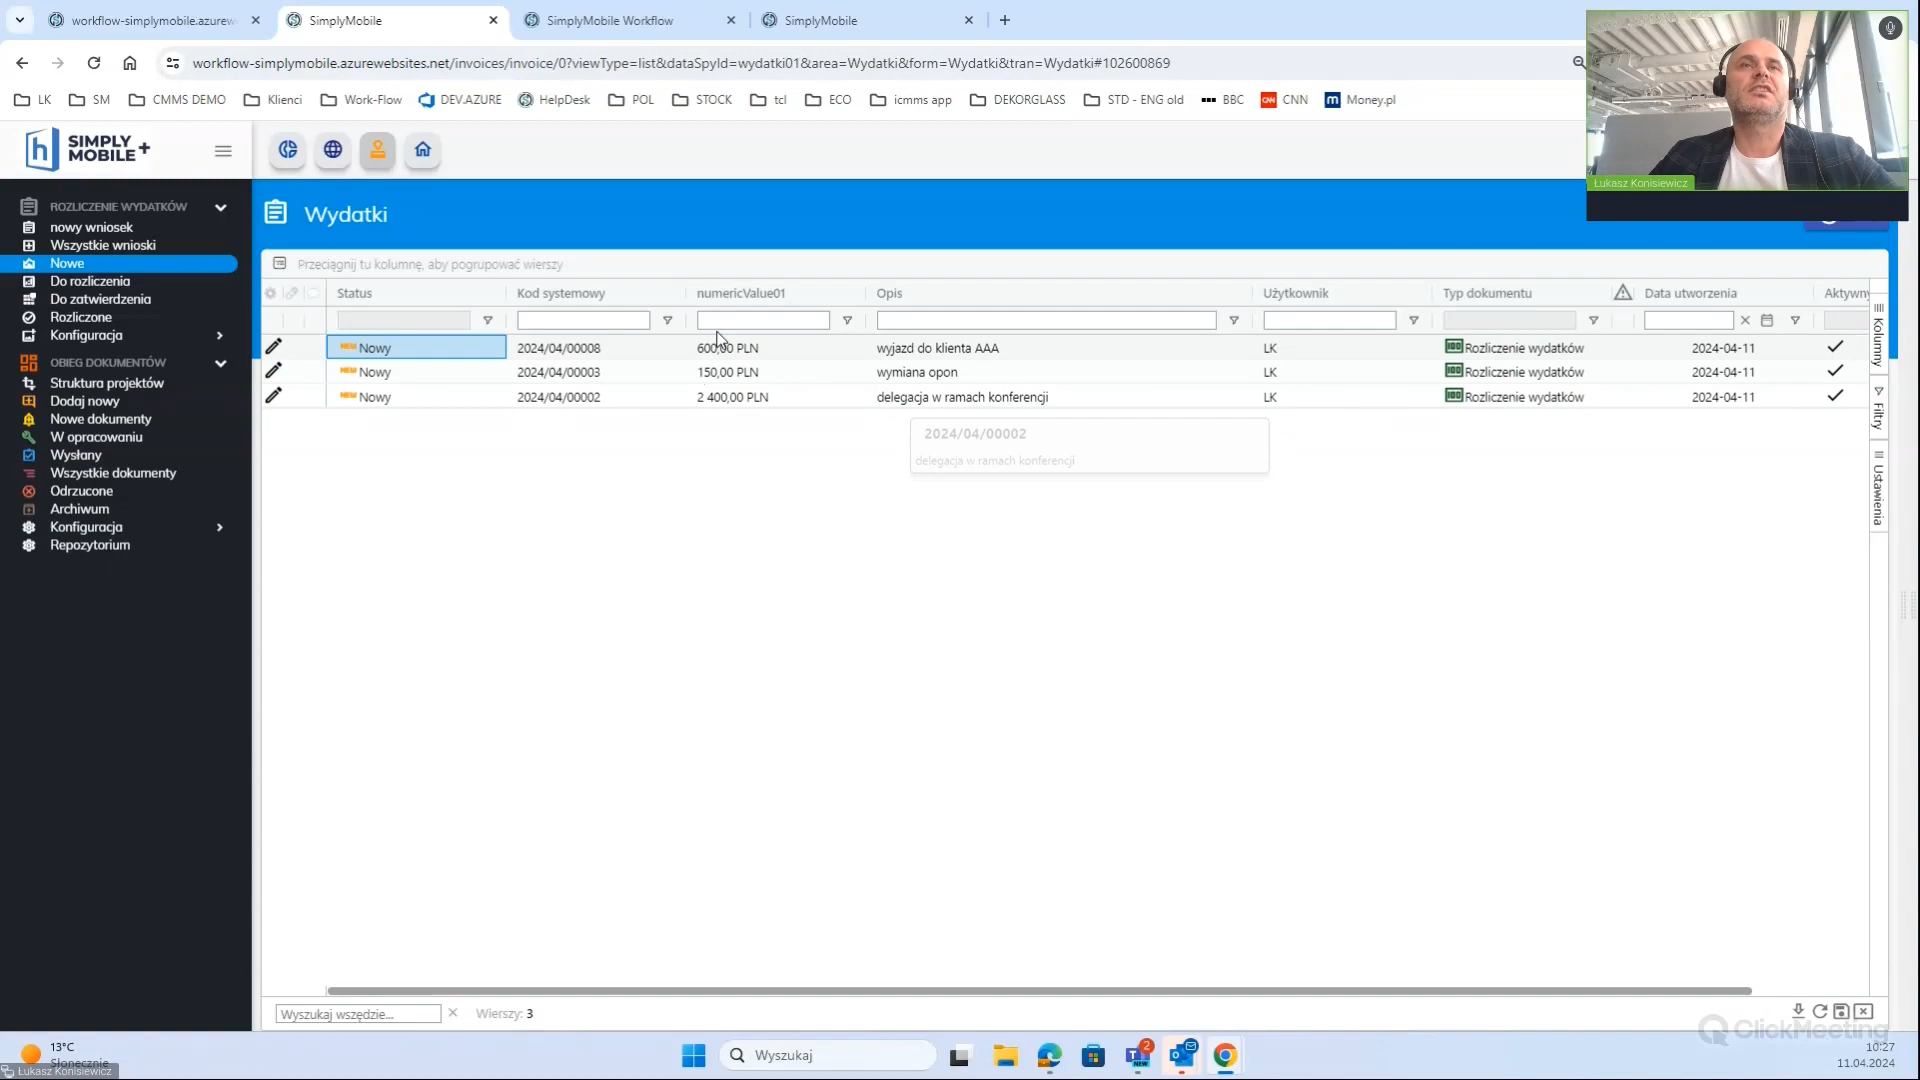 workflow-simplymobile.azurew
SimplyMobile
SimplyMobile Workflow
SimplyMobile
workflow-simplymobile.azurewebsites.net/invoices/invoice/0?viewType=list&dataSpyId=wydatki01&area=Wydatki&form=Wydatki&tran=Wydatki#102600869
LK
SM
CMMS DEMO
Klienci
Work-Flow
DEV.AZURE
HelpDesk
POL
STOCK
tcl
ECO
icmms app
DEKORGLASS
STD - ENG old
BBC
CNN
Money.pl
Łukasz Konisiewicz
SIMPLY
MOBILE +
ROZLICZENIE WYDATKÓW
nowy wniosek
Wszystkie wnioski
Nowe
Do rozliczenia
Do zatwierdzenia
Rozliczone
Konfiguracja
OBIEG DOKUMENTÓW
Struktura projektów
Dodaj nowy
Nowe dokumenty
W opracowaniu
Wysłany
Wszystkie dokumenty
Odrzucone
Archiwum
Konfiguracja
Repozytorium
Wydatki
Przeciągnij tu kolumnę, aby pogrupować wierszy
Status Kod systemowy numericValue01 Opis Użytkownik Typ dokumentu Data utworzenia Aktywny
NEW Nowy 2024/04/00008 600,00 PLN wyjazd do klienta AAA LK Rozliczenie wydatków 2024-04-11
NEW Nowy 2024/04/00003 150,00 PLN wymiana opon LK Rozliczenie wydatków 2024-04-11
NEW Nowy 2024/04/00002 2 400,00 PLN delegacja w ramach konferencji LK Rozliczenie wydatków 2024-04-11
2024/04/00002
delegacja w ramach konferencji
Kolumny
Filtry
Ustawienia
Wyszukaj wszędzie...
Wierszy: 3
ClickMeeting
13°C
Słonecznie
Łukasz Konisiewicz
Wyszukaj
2
NEW
10:27
11.04.2024